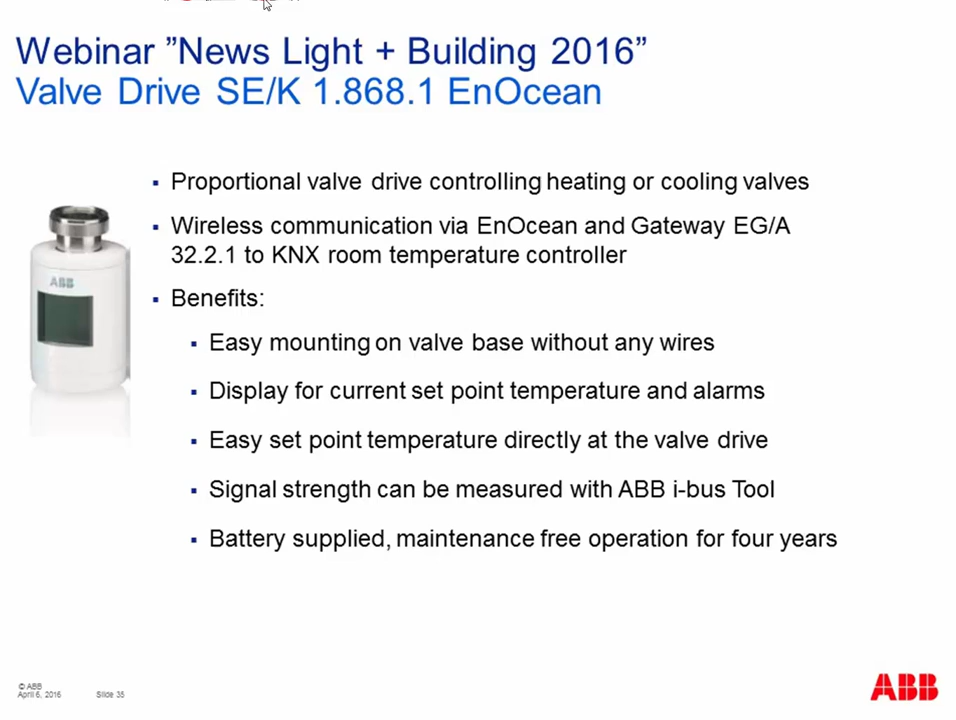 Webinar ”News Light + Building 2016”
Valve Drive SE/K 1.868.1 EnOcean
▪ Proportional valve drive controlling heating or cooling valves
▪ Wireless communication via EnOcean and Gateway EG/A
32.2.1 to KNX room temperature controller
▪ Benefits:
▪ Easy mounting on valve base without any wires
▪ Display for current set point temperature and alarms
▪ Easy set point temperature directly at the valve drive
▪ Signal strength can be measured with ABB i-bus Tool
▪ Battery supplied, maintenance free operation for four years
ABB
© ABB
April 6, 2016 Slide 35
ABB